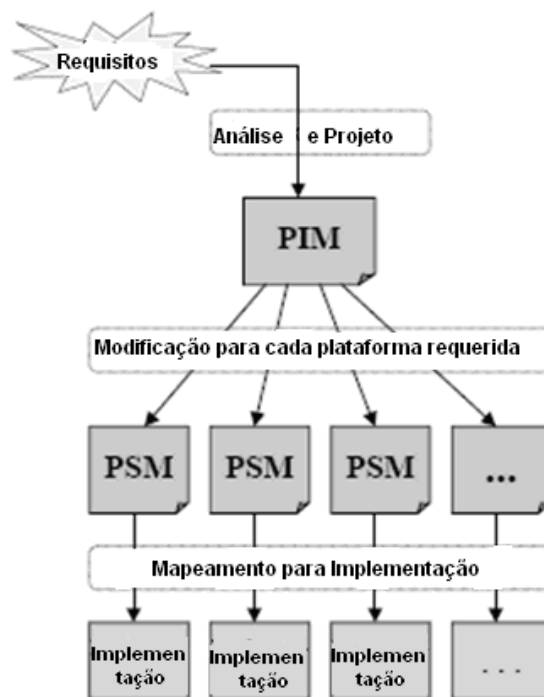 Requisitos
Análise e Projeto
PIM
Modificação para cada plataforma requerida
PSM PSM PSM ...
Mapeamento para Implementação
Implemen Implemen Implemen . . .
tação tação tação